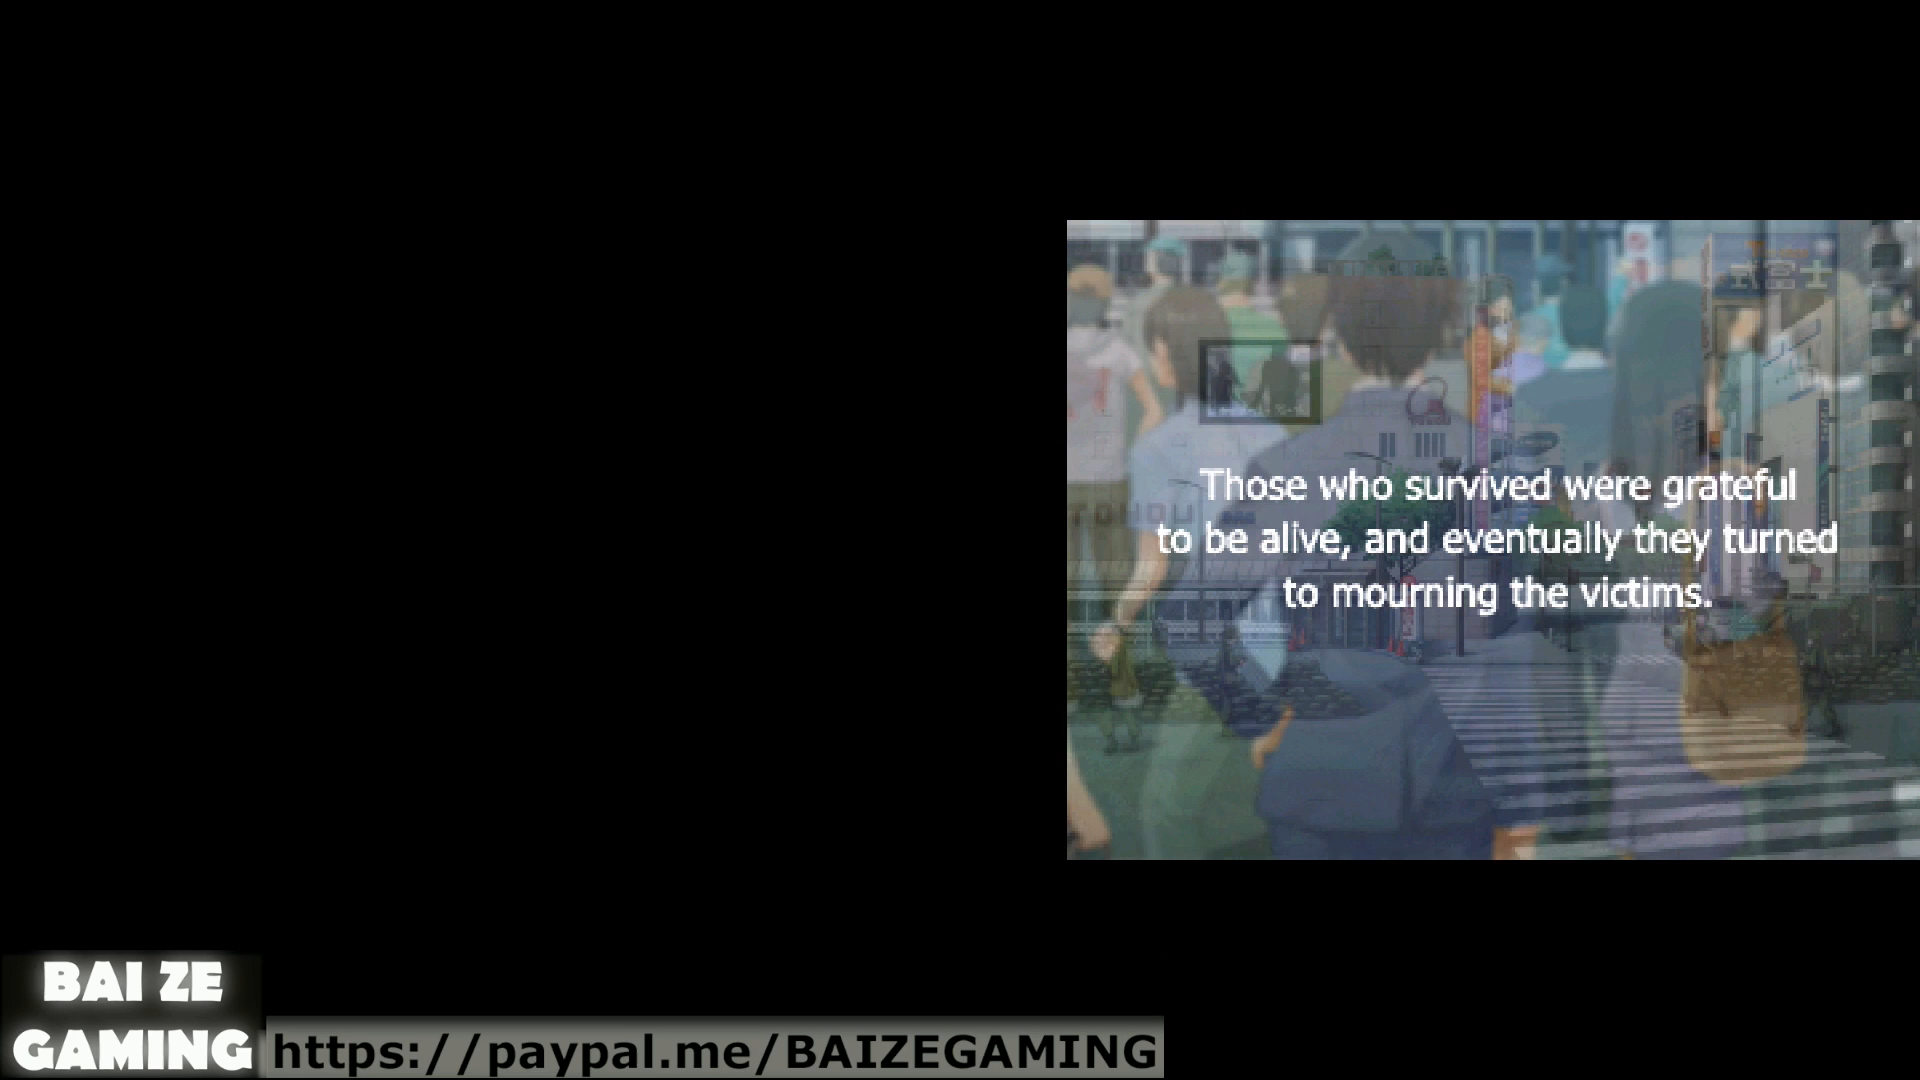 Those who survived were grateful
to be alive, and eventually they turned
to mourning the victims.
BAI ZE
GAMING
https://paypal.me/BAIZEGAMING